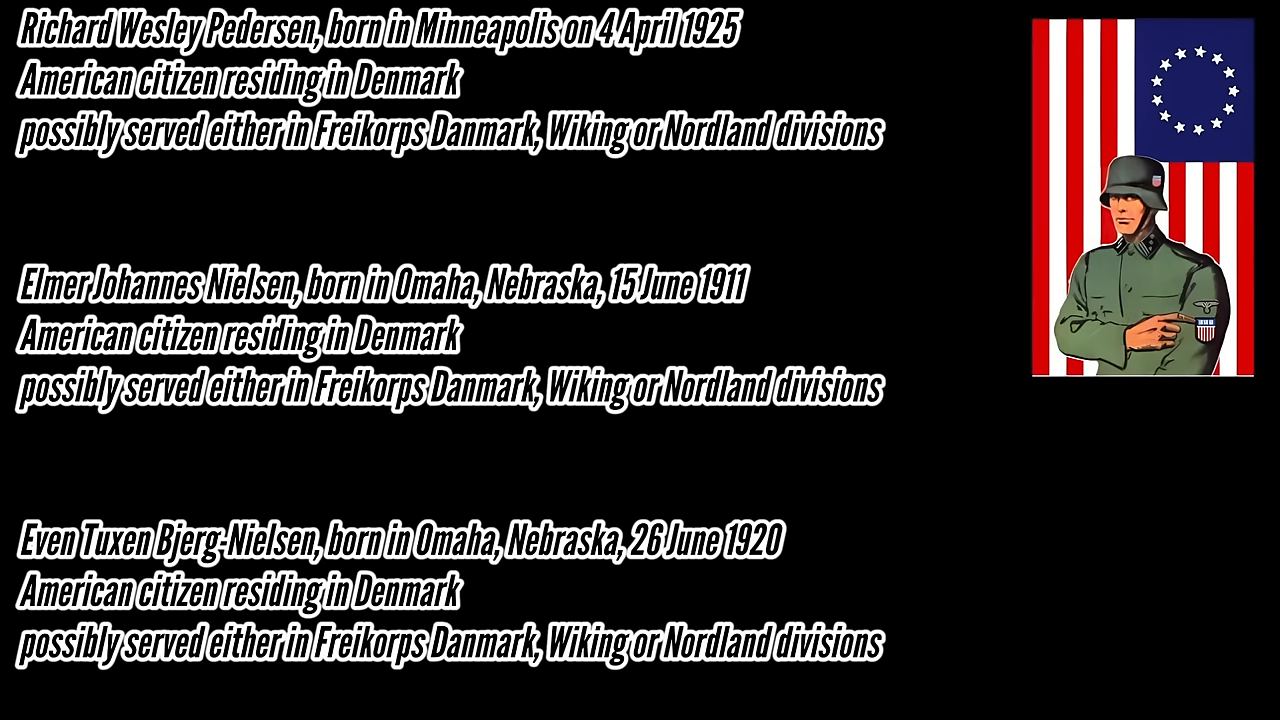 Richard Wesley Pedersen, born in Minneapolis on 4 April 1925
American citizen residing in Denmark
possibly served either in Freikorps Danmark, Wiking or Nordland divisions
Elmer Johannes Nielsen, born in Omaha, Nebraska, 15 June 1911
American citizen residing in Denmark
possibly served either in Freikorps Danmark, Wiking or Nordland divisions
Even Tuxen Bjerg-Nielsen, born in Omaha, Nebraska, 26 June 1920
American citizen residing in Denmark
possibly served either in Freikorps Danmark, Wiking or Nordland divisions